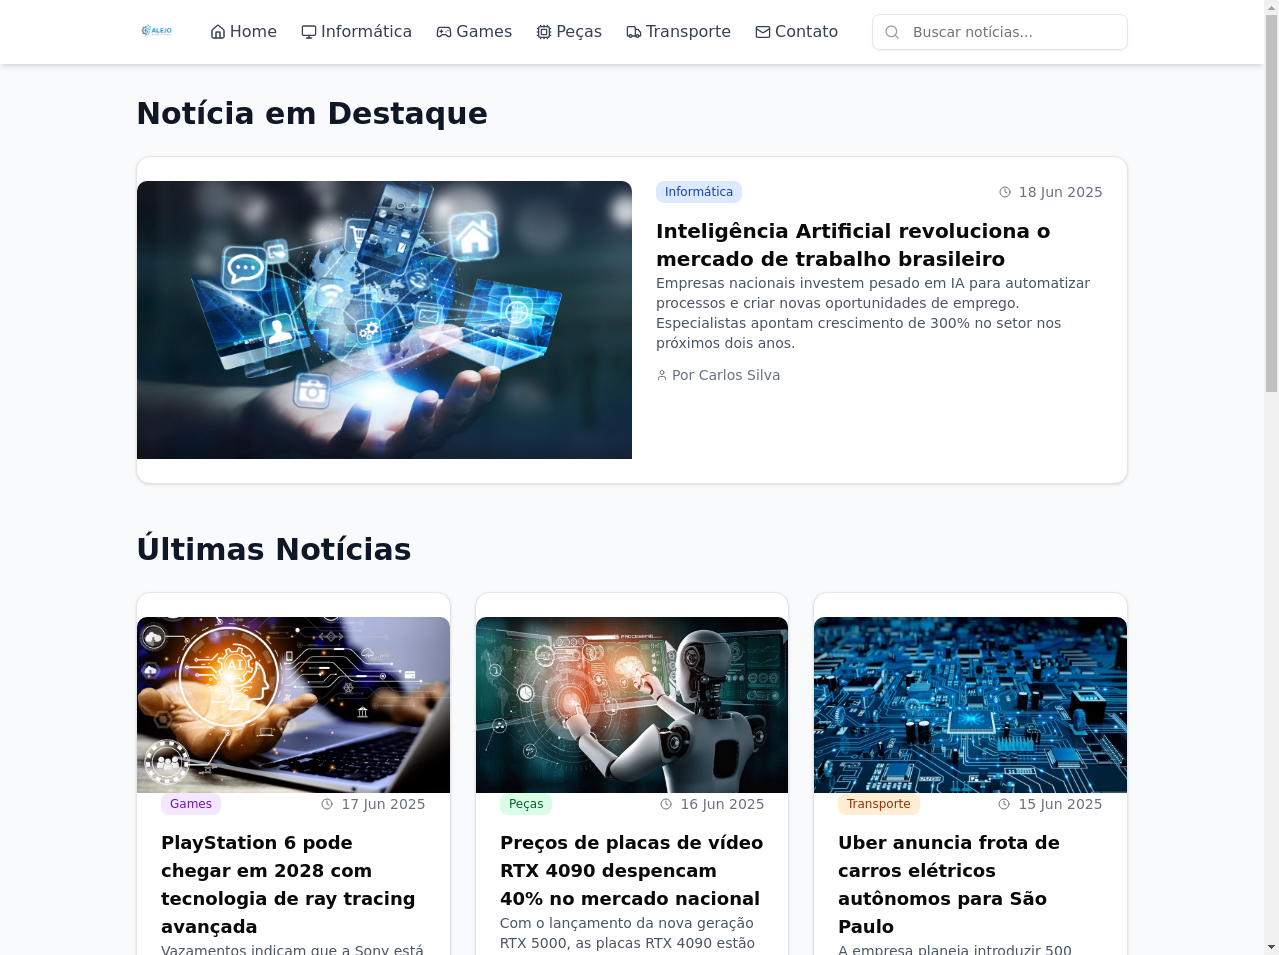 ALEJO
Home
Informática
Games
Peças
Transporte
Contato
Buscar notícias...
Notícia em Destaque
Informática
18 Jun 2025
Inteligência Artificial revoluciona o
mercado de trabalho brasileiro
Empresas nacionais investem pesado em IA para automatizar
processos e criar novas oportunidades de emprego.
Especialistas apontam crescimento de 300% no setor nos
próximos dois anos.
Por Carlos Silva
Últimas Notícias
AI
Games
17 Jun 2025
PlayStation 6 pode
chegar em 2028 com
tecnologia de ray tracing
avançada
Vazamentos indicam que a Sony está
Peças
16 Jun 2025
Preços de placas de vídeo
RTX 4090 despencam
40% no mercado nacional
Com o lançamento da nova geração
RTX 5000, as placas RTX 4090 estão
Transporte
15 Jun 2025
Uber anuncia frota de
carros elétricos
autônomos para São
Paulo
A empresa planeja introduzir 500